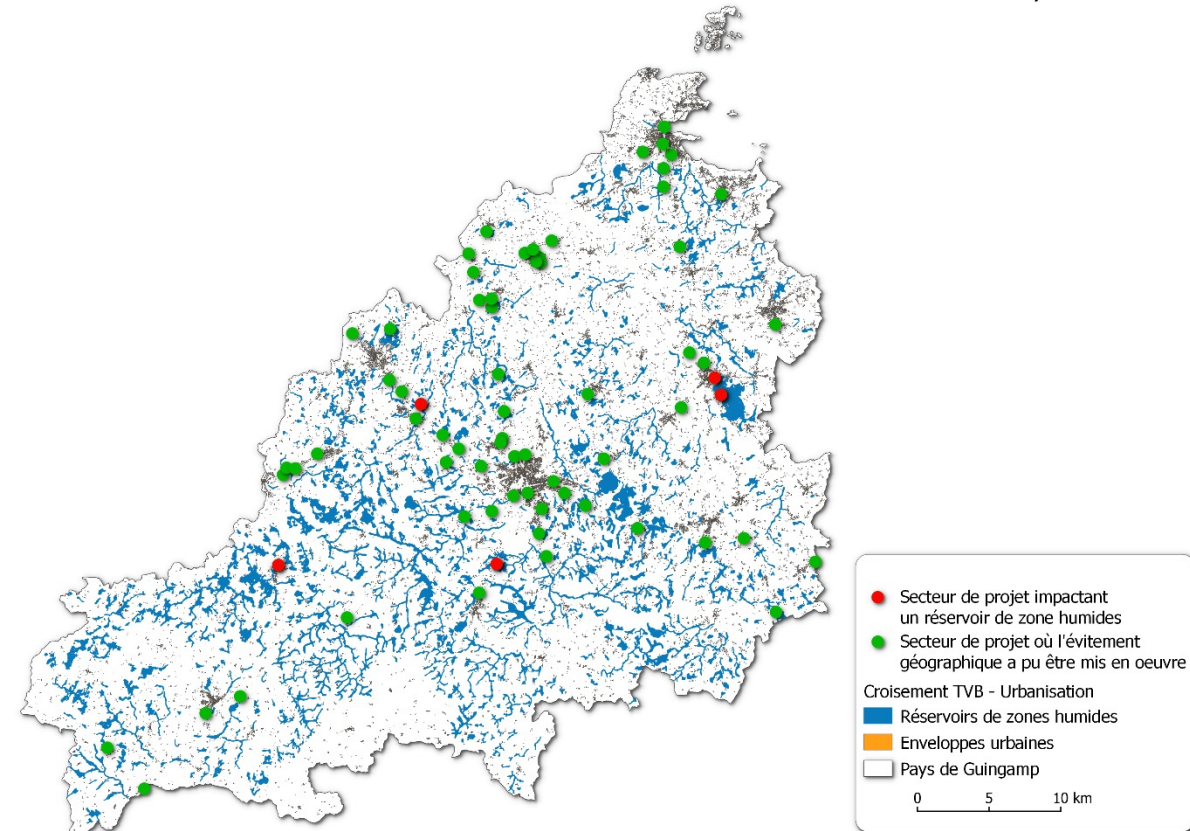 Secteur de projet impactant
un réservoir de zone humides
Secteur de projet où l'évitement
géographique a pu être mis en oeuvre
Croisement TVB - Urbanisation
Réservoirs de zones humides
Enveloppes urbaines
Pays de Guingamp
0 5 10 km